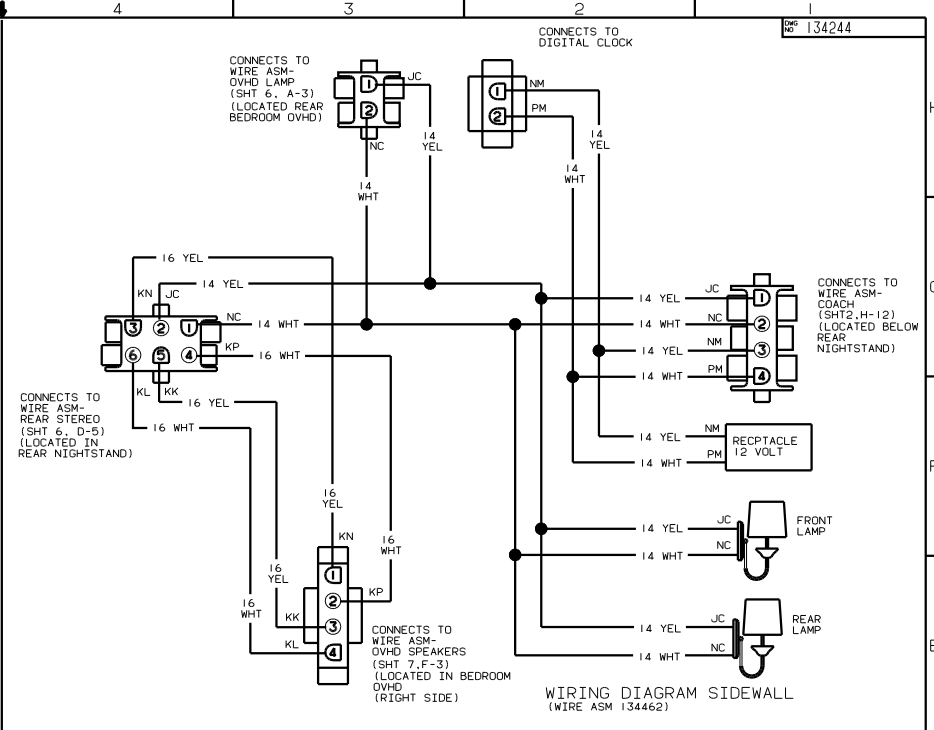 4
3
2
1
DWG
NO
134244
CONNECTS TO
WIRE ASM-
OVHD LAMP
(SHT 6, A-3)
(LOCATED REAR
BEDROOM OVHD)
1
JC
2
NC
14
YEL
14
WHT
CONNECTS TO
DIGITAL CLOCK
1
NM
2
PM
14
YEL
14
WHT
16 YEL
KN
JC
14 YEL
NC
14 WHT
3
2
1
KP
16 WHT
6
5
4
KL
KK
16 YEL
16 WHT
CONNECTS TO
WIRE ASM-
REAR STEREO
(SHT 6, D-5)
(LOCATED IN
REAR NIGHTSTAND)
JC
14 YEL
1
NC
14 WHT
2
NM
14 YEL
3
PM
14 WHT
4
CONNECTS TO
WIRE ASM-
COACH
(SHT2,H-12)
(LOCATED BELOW
REAR
NIGHTSTAND)
NM
14 YEL
PM
14 WHT
RECPTACLE
12 VOLT
JC
14 YEL
NC
14 WHT
FRONT
LAMP
JC
14 YEL
NC
14 WHT
REAR
LAMP
16
YEL
KN
16
WHT
16
YEL
16
WHT
1
2
KP
KK
3
KL
4
CONNECTS TO
WIRE ASM-
OVHD SPEAKERS
(SHT 7,F-3)
(LOCATED IN BEDROOM
OVHD
(RIGHT SIDE)
WIRING DIAGRAM SIDEWALL
(WIRE ASM 134462)